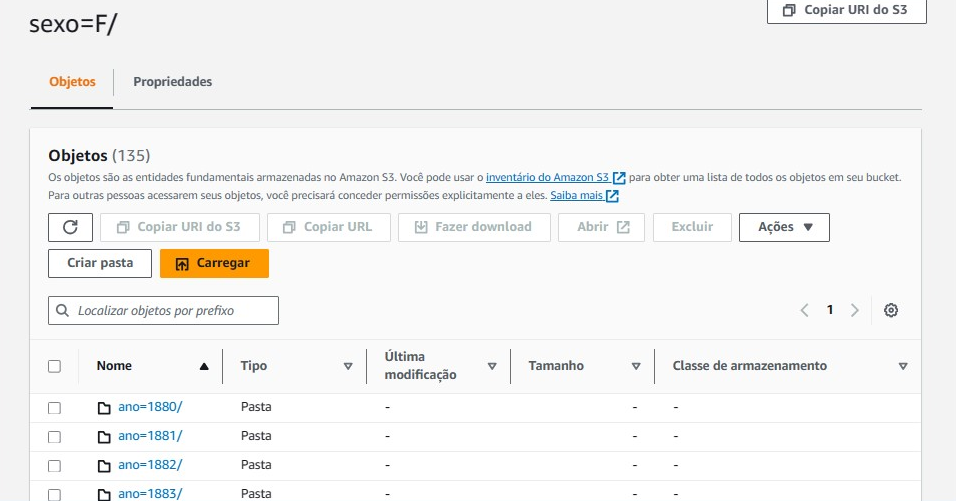 Copiar URI do S3
sexo=F/
Objetos
Propriedades
Objetos (135)
Os objetos são as entidades fundamentais armazenadas no Amazon S3. Você pode usar o inventário do Amazon S3 para obter uma lista de todos os objetos em seu bucket.
Para outras pessoas acessarem seus objetos, você precisará conceder permissões explicitamente a eles. Saiba mais
Copiar URI do S3 Copiar URL Fazer download Abrir Excluir Ações
Criar pasta Carregar
Localizar objetos por prefixo 1
Nome Tipo Última modificação Tamanho Classe de armazenamento
ano=1880/ Pasta - - -
ano=1881/ Pasta - - -
ano=1882/ Pasta - - -
ano=1883/ Pasta - - -